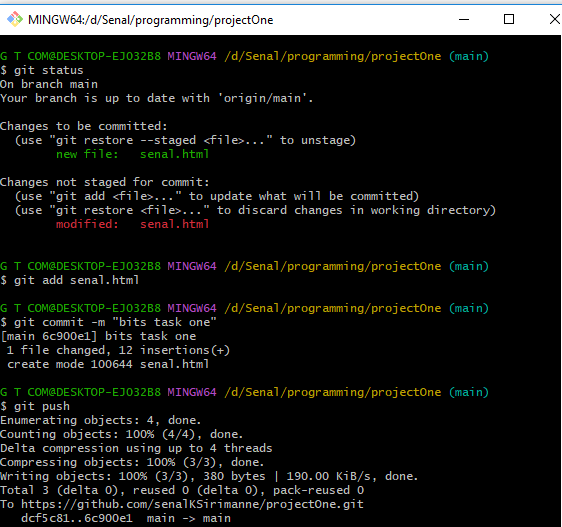 MINGW64:/d/Senal/programming/projectOne
G T COM@DESKTOP-EJO32B8 MINGW64 /d/Senal/programming/projectOne (main)
$ git status
On branch main
Your branch is up to date with 'origin/main'.
Changes to be committed:
  (use "git restore --staged <file>..." to unstage)
        new file:   senal.html
Changes not staged for commit:
  (use "git add <file>..." to update what will be committed)
  (use "git restore <file>..." to discard changes in working directory)
        modified:   senal.html
G T COM@DESKTOP-EJO32B8 MINGW64 /d/Senal/programming/projectOne (main)
$ git add senal.html
G T COM@DESKTOP-EJO32B8 MINGW64 /d/Senal/programming/projectOne (main)
$ git commit -m "bits task one"
[main 6c900e1] bits task one
 1 file changed, 12 insertions(+)
 create mode 100644 senal.html
G T COM@DESKTOP-EJO32B8 MINGW64 /d/Senal/programming/projectOne (main)
$ git push
Enumerating objects: 4, done.
Counting objects: 100% (4/4), done.
Delta compression using up to 4 threads
Compressing objects: 100% (3/3), done.
Writing objects: 100% (3/3), 380 bytes | 190.00 KiB/s, done.
Total 3 (delta 0), reused 0 (delta 0), pack-reused 0
To https://github.com/senalKSirimanne/projectOne.git
   dcf5c81..6c900e1  main -> main